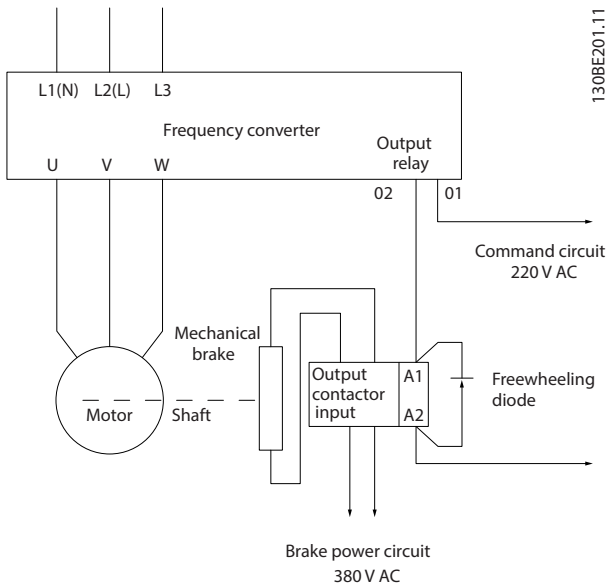 130BE201.11
L1(N) L2(L) L3
Frequency converter
Output
relay
U V W
02 01
Command circuit
220 V AC
Mechanical
brake
Output
contactor
input
A1
A2
Freewheeling
diode
Motor
Shaft
Brake power circuit
380 V AC